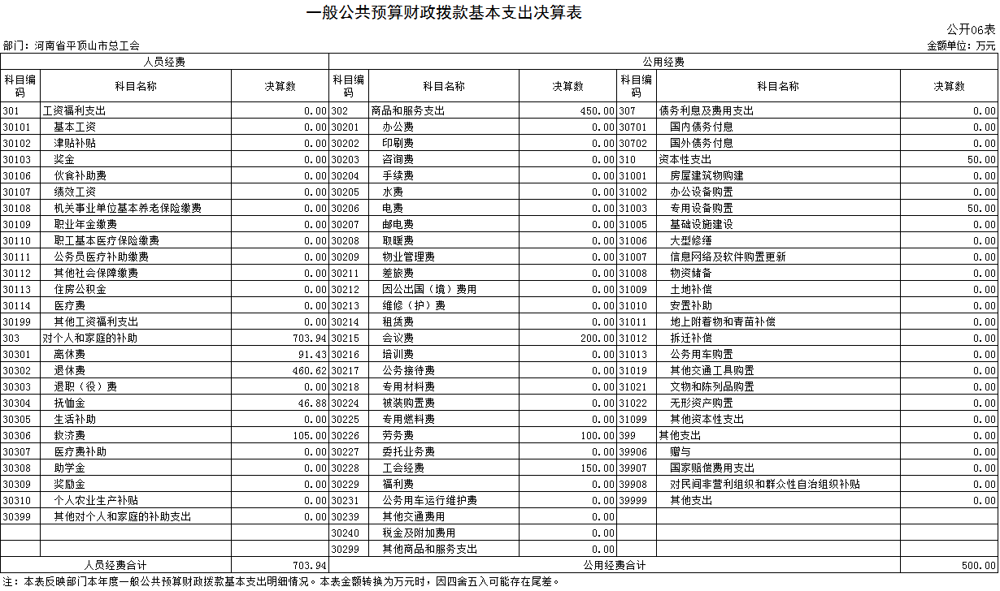 一般公共预算财政拨款基本支出决算表
公开06表
部门：河南省平顶山市总工会 金额单位：万元
人员经费 公用经费
科目编码 科目名称 决算数 科目编码 科目名称 决算数 科目编码 科目名称 决算数
301 工资福利支出 0.00 302 商品和服务支出 450.00 307 债务利息及费用支出 0.00
30101 基本工资 0.00 30201 办公费 0.00 30701 国内债务付息 0.00
30102 津贴补贴 0.00 30202 印刷费 0.00 30702 国外债务付息 0.00
30103 奖金 0.00 30203 咨询费 0.00 310 资本性支出 50.00
30106 伙食补助费 0.00 30204 手续费 0.00 31001 房屋建筑物购建 0.00
30107 绩效工资 0.00 30205 水费 0.00 31002 办公设备购置 0.00
30108 机关事业单位基本养老保险缴费 0.00 30206 电费 0.00 31003 专用设备购置 50.00
30109 职业年金缴费 0.00 30207 邮电费 0.00 31005 基础设施建设 0.00
30110 职工基本医疗保险缴费 0.00 30208 取暖费 0.00 31006 大型修缮 0.00
30111 公务员医疗补助缴费 0.00 30209 物业管理费 0.00 31007 信息网络及软件购置更新 0.00
30112 其他社会保障缴费 0.00 30211 差旅费 0.00 31008 物资储备 0.00
30113 住房公积金 0.00 30212 因公出国（境）费用 0.00 31009 土地补偿 0.00
30114 医疗费 0.00 30213 维修（护）费 0.00 31010 安置补助 0.00
30199 其他工资福利支出 0.00 30214 租赁费 0.00 31011 地上附着物和青苗补偿 0.00
303 对个人和家庭的补助 703.94 30215 会议费 200.00 31012 拆迁补偿 0.00
30301 离休费 91.43 30216 培训费 0.00 31013 公务用车购置 0.00
30302 退休费 460.62 30217 公务接待费 0.00 31019 其他交通工具购置 0.00
30303 退职（役）费 0.00 30218 专用材料费 0.00 31021 文物和陈列品购置 0.00
30304 抚恤金 46.88 30224 被装购置费 0.00 31022 无形资产购置 0.00
30305 生活补助 0.00 30225 专用燃料费 0.00 31099 其他资本性支出 0.00
30306 救济费 105.00 30226 劳务费 100.00 399 其他支出 0.00
30307 医疗费补助 0.00 30227 委托业务费 0.00 39906 赠与 0.00
30308 助学金 0.00 30228 工会经费 150.00 39907 国家赔偿费用支出 0.00
30309 奖励金 0.00 30229 福利费 0.00 39908 对民间非营利组织和群众性自治组织补贴 0.00
30310 个人农业生产补贴 0.00 30231 公务用车运行维护费 0.00 39999 其他支出 0.00
30399 其他对个人和家庭的补助支出 0.00 30239 其他交通费用 0.00
30240 税金及附加费用 0.00
30299 其他商品和服务支出 0.00
人员经费合计 703.94 公用经费合计 500.00
注：本表反映部门本年度一般公共预算财政拨款基本支出明细情况。本表金额转换为万元时，因四舍五入可能存在尾差。